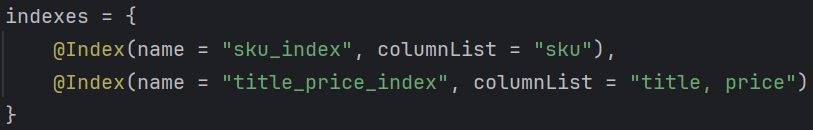 indexes = {
    @Index(name = "sku_index", columnList = "sku"),
    @Index(name = "title_price_index", columnList = "title, price")
}